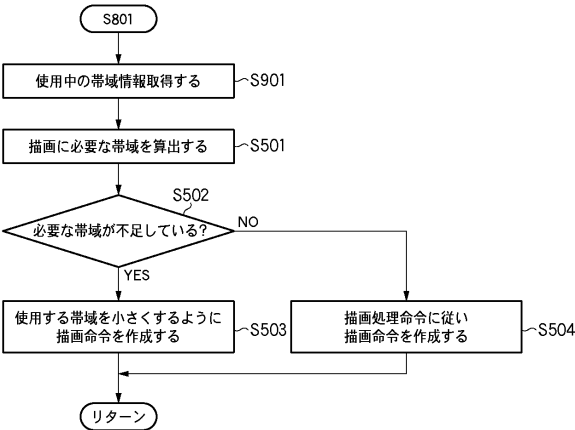 S801
使用中の帯域情報取得する
S901
描画に必要な帯域を算出する
S501
S502
必要な帯域が不足している?
NO
YES
使用する帯域を小さくするように
描画命令を作成する
S503
描画処理命令に従い
描画命令を作成する
S504
リターン